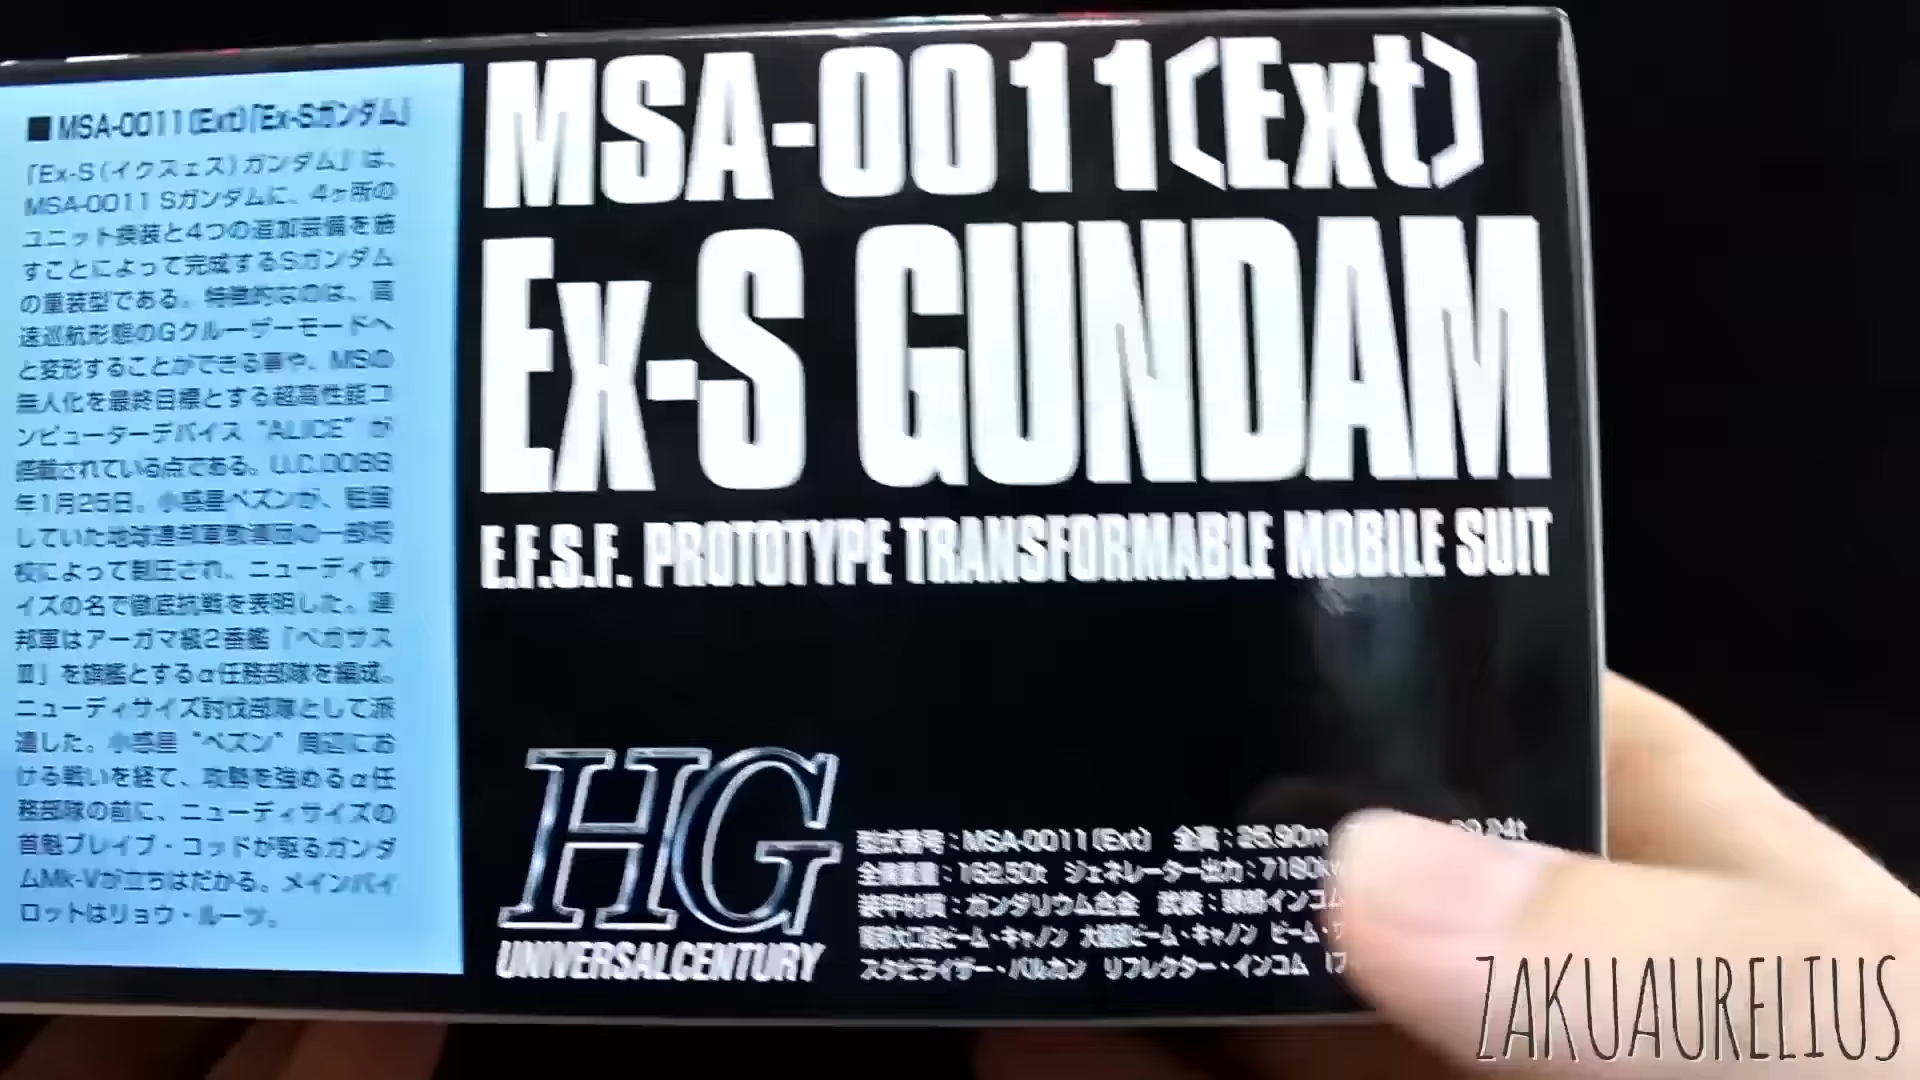 ■MSA-0011(Ext)「Ex-Sガンダム」
「Ex-S(イクスェス)ガンダム」は、
MSA-0011 Sガンダムに、4ヶ所の
ユニット換装と4つの追加装備を施
すことによって完成するSガンダム
の重装型である。特徴的なのは、高
速巡航形態のGクルーザーモードへ
と変形することができる事や、MSの
無人化を最終目標とする超高性能コ
ンピューターデバイス“ALICE”が
搭載されている点である。U.C.0088
年1月25日。小惑星ペズンが、駐留
していた地球連邦軍教導団の一部将
校によって制圧され、ニューディサ
イズの名で徹底抗戦を表明した。連
邦軍はアーガマ級2番艦「ペガサス
Ⅲ」を旗艦とするα任務部隊を編成。
ニューディサイズ討伐部隊として派
遣した。小惑星“ペズン”周辺にお
ける戦いを経て、攻勢を強めるα任
務部隊の前に、ニューディサイズの
首魁ブレイブ・コッドが駆るガンダ
ムMk-Vが立ちはだかる。メインパイ
ロットはリョウ・ルーツ。
MSA-0011(Ext)
Ex-S GUNDAM
E.F.S.F. PROTOTYPE TRANSFORMABLE MOBILE SUIT
HG
UNIVERSAL CENTURY
型式番号:MSA-0011(Ext) 全高:25.90m
全備重量:162.50t ジェネレーター出力:7180kw
装甲材質:ガンダリウム合金 武装:頭部インコム
背部大口径ビーム・キャノン 大腿部ビーム・キャノン ビーム・
スタビライザー・バルカン リフレクター・インコム
ZAKUAURELIUS